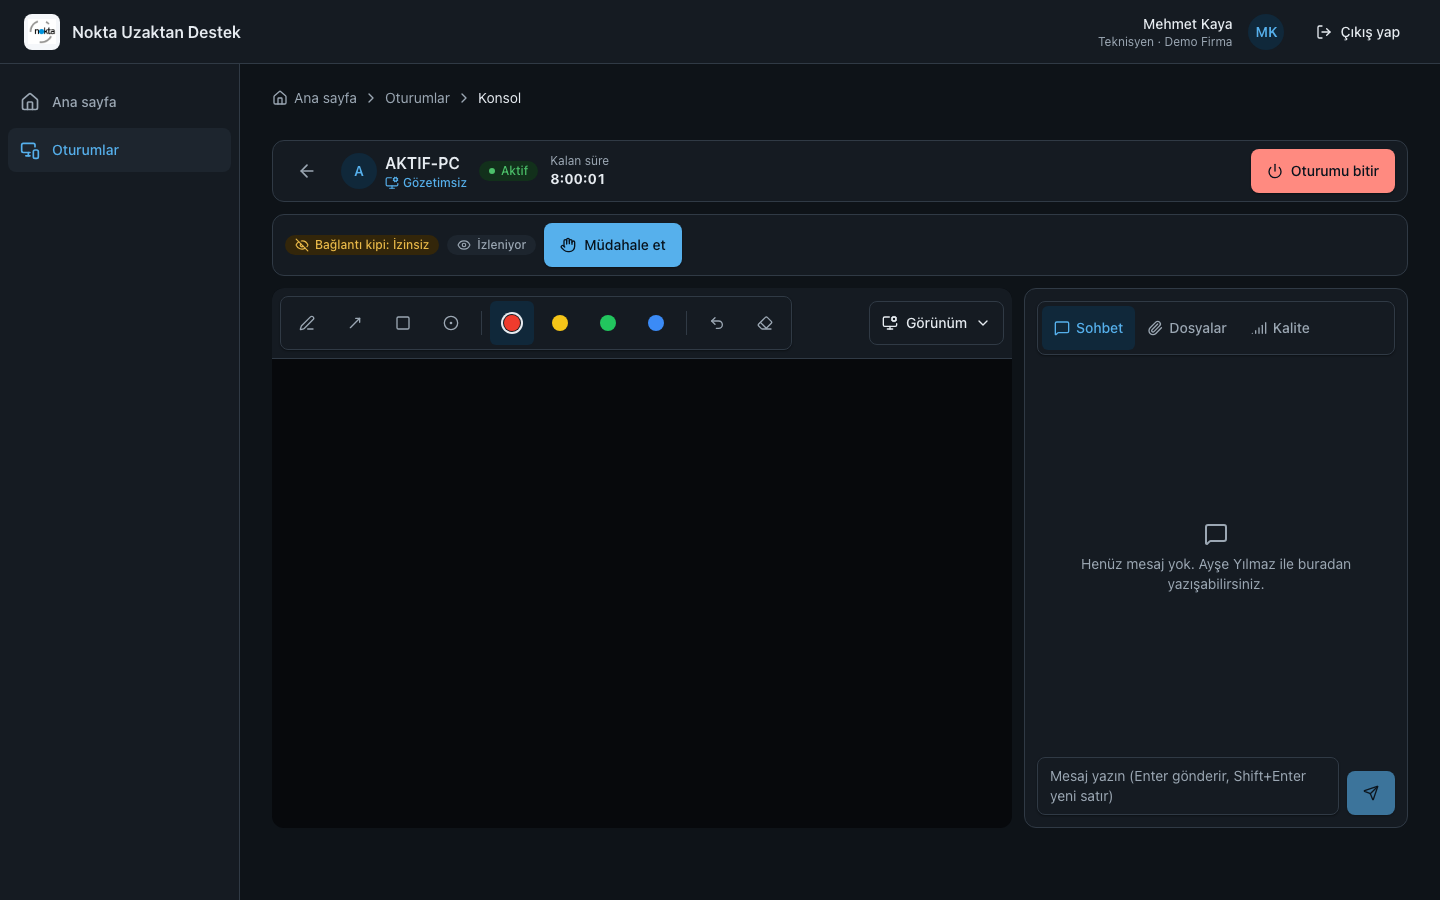 nokta
Nokta Uzaktan Destek
Mehmet Kaya
Teknisyen · Demo Firma
MK
Çıkış yap
Ana sayfa
Oturumlar
Ana sayfa
Oturumlar
Konsol
A
AKTIF-PC
Gözetimsiz
Aktif
Kalan süre
8:00:01
Oturumu bitir
Bağlantı kipi: İzinsiz
İzleniyor
Müdahale et
Görünüm
Sohbet
Dosyalar
Kalite
Henüz mesaj yok. Ayşe Yılmaz ile buradan
yazışabilirsiniz.
Mesaj yazın (Enter gönderir, Shift+Enter
yeni satır)